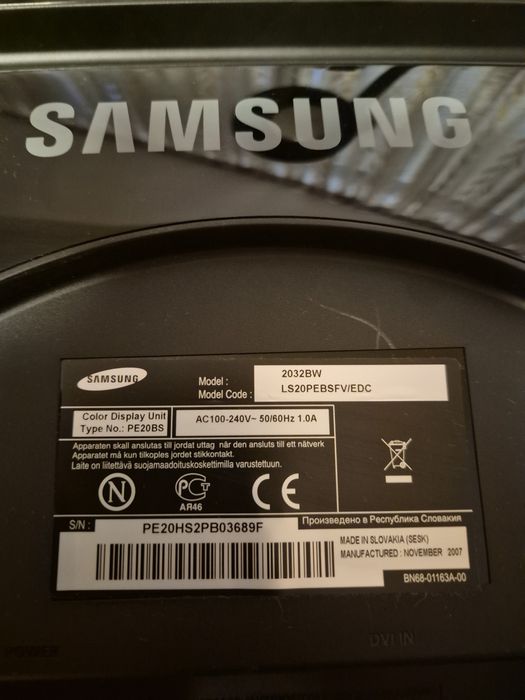 SAMSUNG
SAMSUNG
Model :
2032BW
Model Code :
LS20PEBSFV/EDC
Color Display Unit
Type No.: PE20BS
AC100-240V~ 50/60Hz 1.0A
Apparaten skall anslutas till jordat uttag när den ansluts till ett nätverk
Apparatet må kun tilkoples jordet stikkontakt.
Laite on liitettävä suojamaadoituskoskettimilla varustettuun.
N
РСТ
АЯ46
CE
S/N :
PE20HS2PB03689F
Произведено в Республика Словакия
MADE IN SLOVAKIA (SESK)
MANUFACTURED : NOVEMBER 2007
BN68-01163A-00
POWER
DVI IN